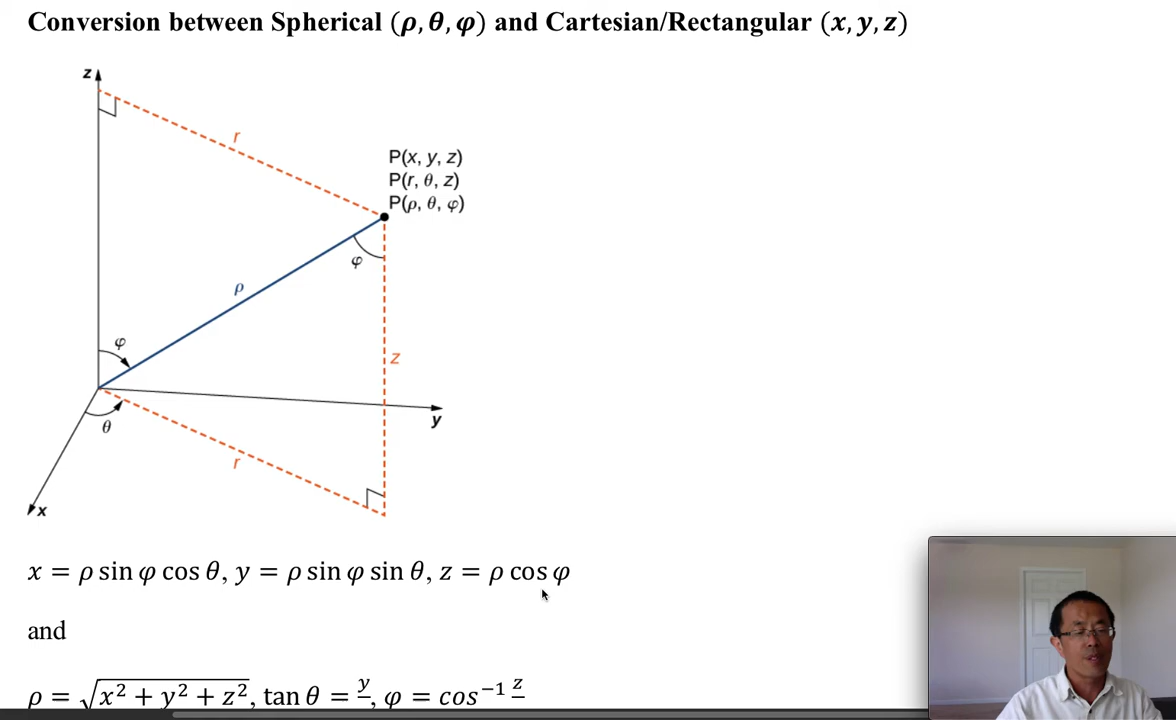 Conversion between Spherical (ρ, θ, φ) and Cartesian/Rectangular (x, y, z)
z
r
P(x, y, z)
P(r, θ, z)
P(ρ, θ, φ)
φ
ρ
φ
z
y
θ
r
x
x = ρ sin φ cos θ, y = ρ sin φ sin θ, z = ρ cos φ
and
ρ = √x² + y² + z², tan θ = y/, φ = cos⁻¹ z/